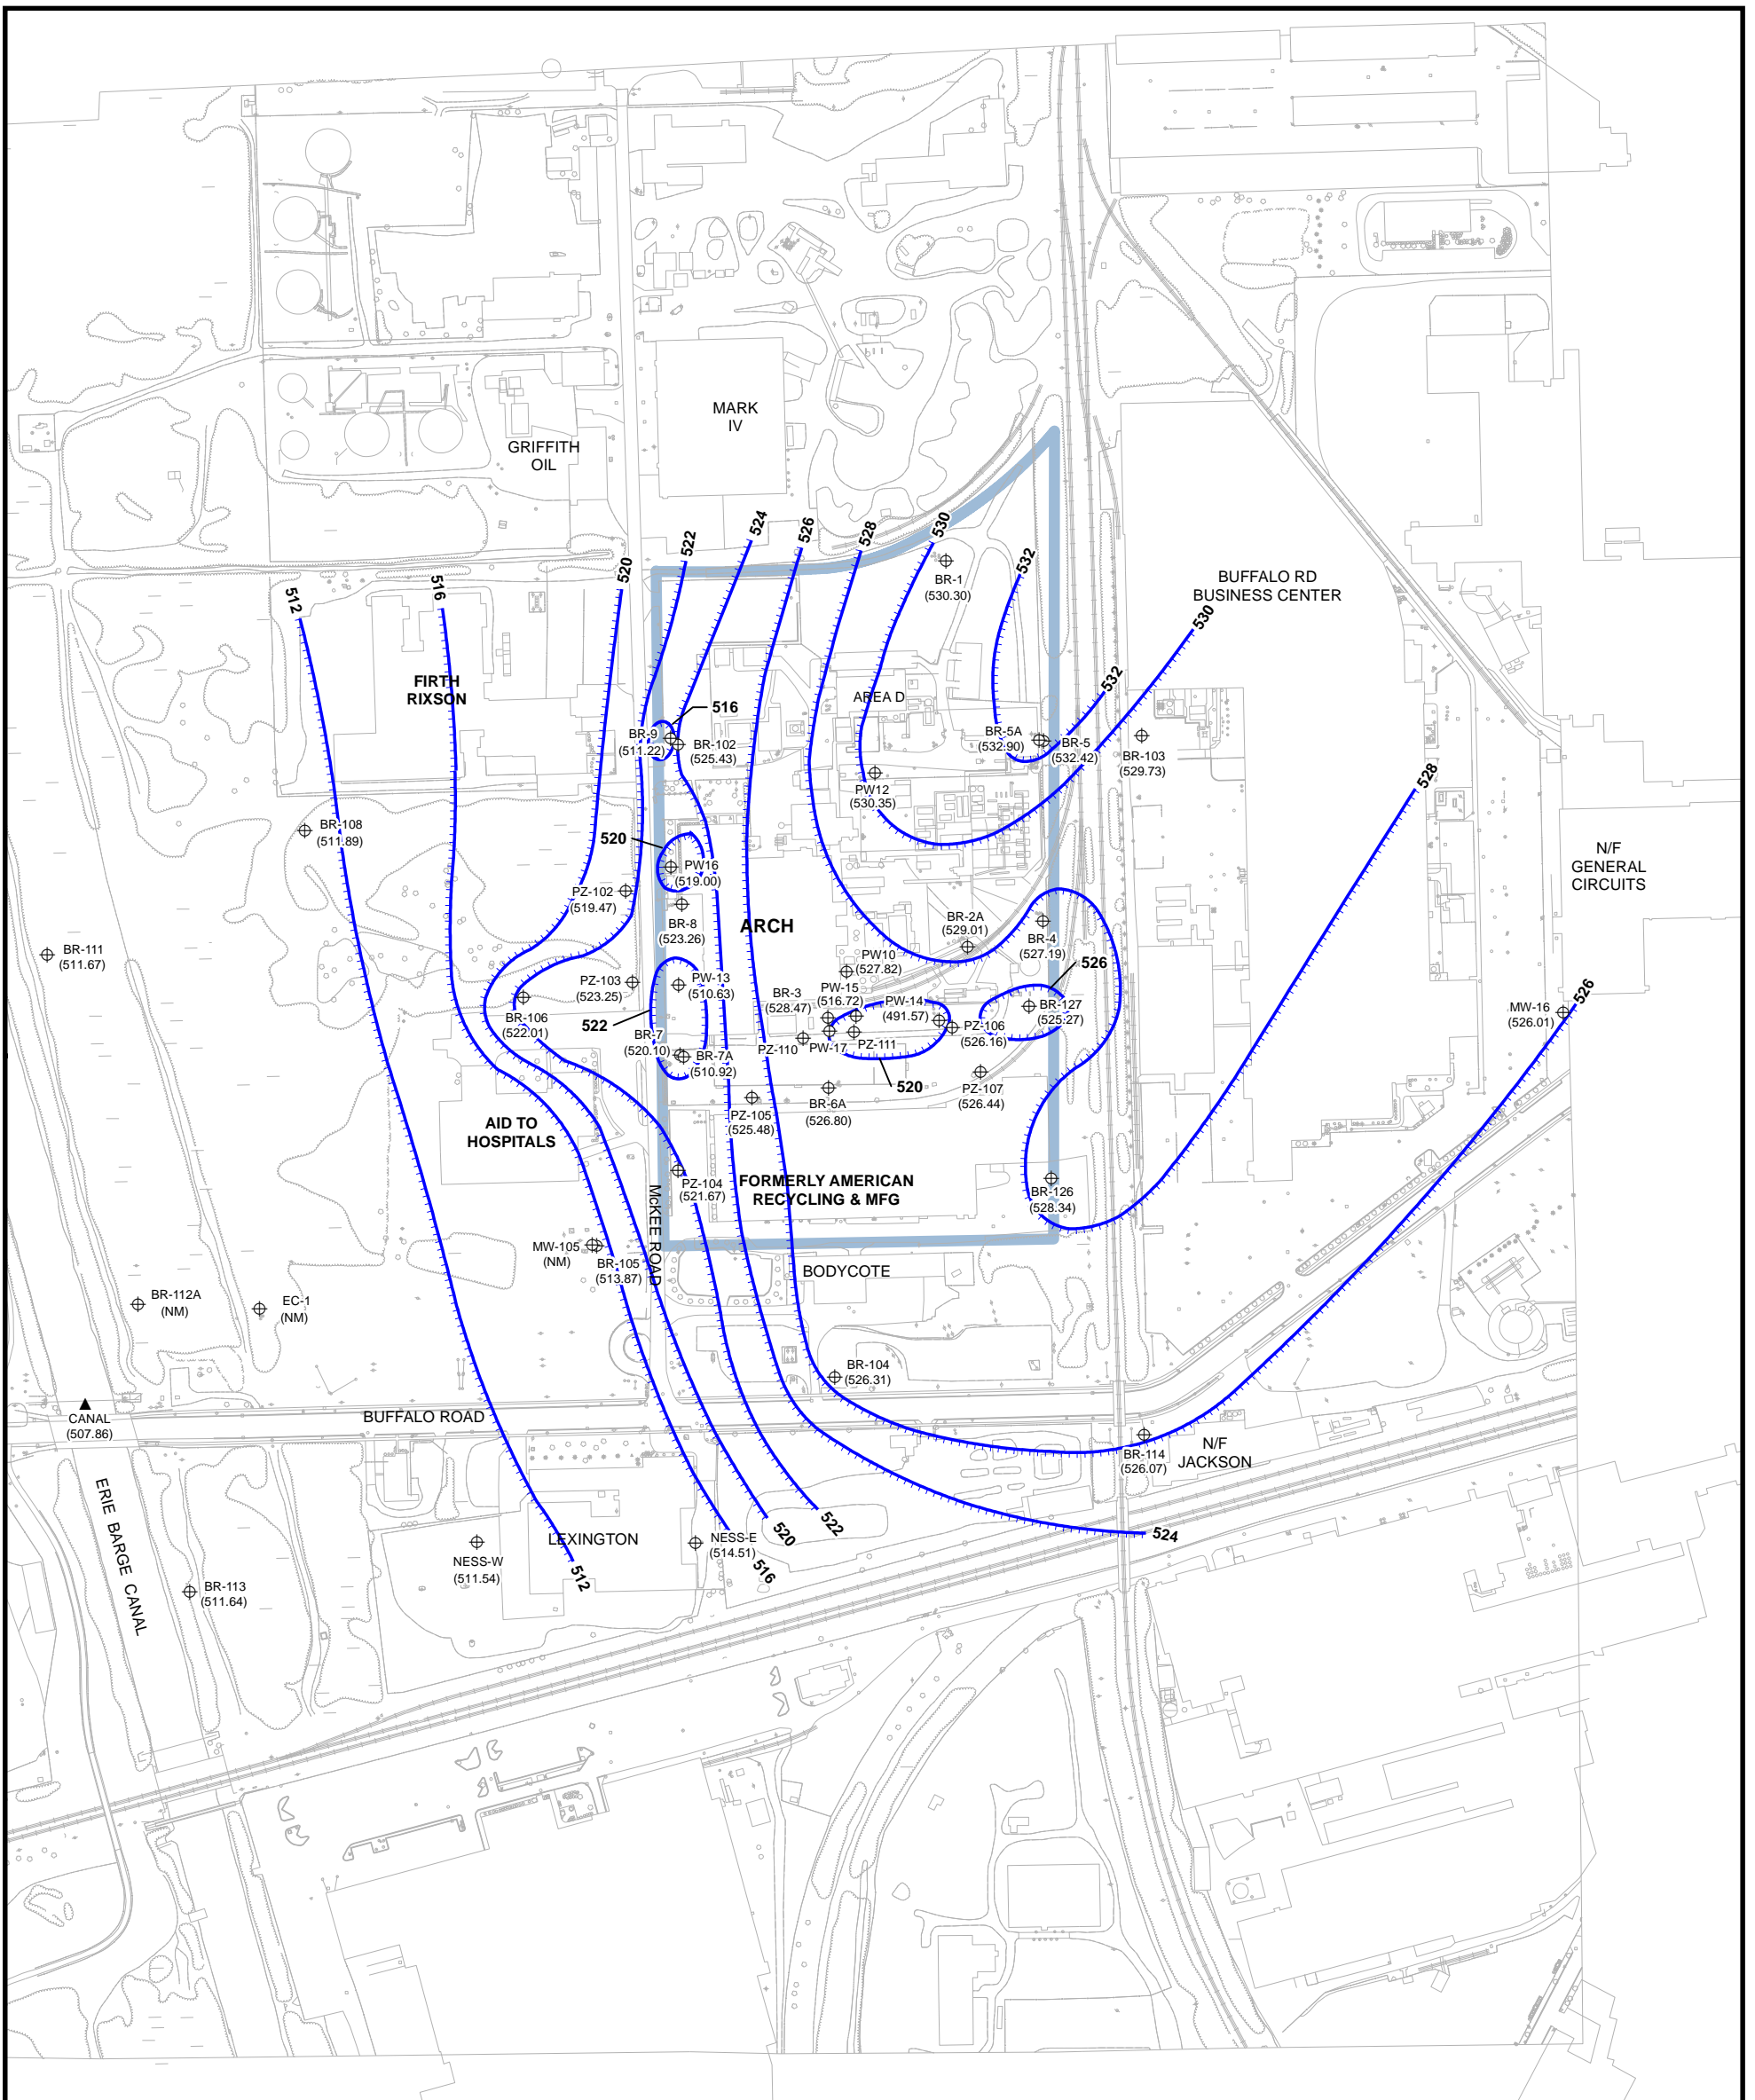 MARK
IV
GRIFFITH
OIL
524
526
528
530
522
532
520
516
512
BR-1
(530.30)
BUFFALO RD
BUSINESS CENTER
530
FIRTH
RIXSON
AREA D
532
516
BR-9
(511.22)
BR-102
(525.43)
BR-5A
(532.90)
BR-5
(532.42)
BR-103
(529.73)
528
PW12
(530.35)
BR-108
(511.89)
520
PW16
(519.00)
N/F
GENERAL
CIRCUITS
PZ-102
(519.47)
BR-8
(523.26)
ARCH
BR-2A
(529.01)
BR-4
(527.19)
BR-111
(511.67)
526
PW10
(527.82)
PZ-103
(523.25)
PW-13
(510.63)
PW-15
(516.72)
BR-3
(528.47)
PW-14
(491.57)
BR-127
(525.27)
526
MW-16
(526.01)
BR-106
(522.01)
522
PZ-106
(526.16)
BR-7
(520.10)
BR-7A
(510.92)
PZ-110
PW-17
PZ-111
520
PZ-107
(526.44)
PZ-105
(525.48)
BR-6A
(526.80)
AID TO
HOSPITALS
PZ-104
(521.67)
FORMERLY AMERICAN
RECYCLING & MFG
BR-126
(528.34)
McKEE ROAD
MW-105
(NM)
BR-105
(513.87)
BODYCOTE
BR-112A
(NM)
EC-1
(NM)
BR-104
(526.31)
CANAL
(507.86)
BUFFALO ROAD
N/F
JACKSON
BR-114
(526.07)
ERIE BARGE CANAL
522
520
524
LEXINGTON
NESS-E
(514.51)
NESS-W
(511.54)
516
512
BR-113
(511.64)